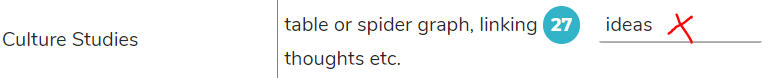 Culture Studies
table or spider graph, linking 27 ideas
thoughts etc.